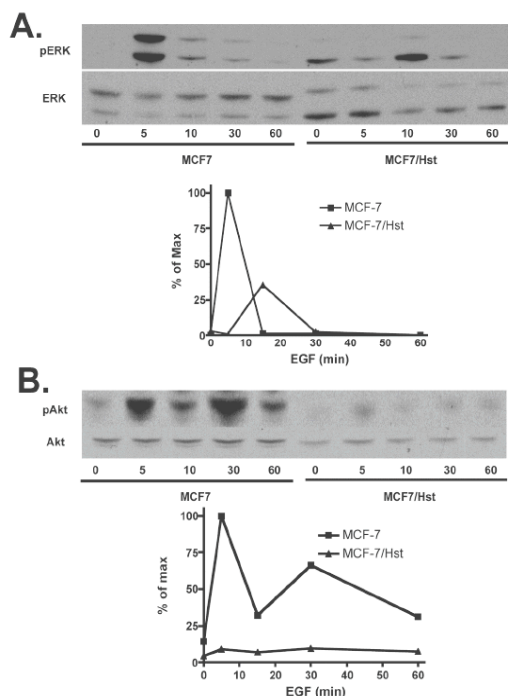 A.
pERK
ERK
0 5 10 30 60 0 5 10 30 60
MCF7 MCF7/Hst
100
75
50
25
0
% of Max
MCF-7
MCF-7/Hst
0 10 20 30 40 50 60
EGF (min)
B.
pAkt
Akt
0 5 10 30 60 0 5 10 30 60
MCF7 MCF7/Hst
100
75
50
25
0
% of max
MCF-7
MCF-7/Hst
0 10 20 30 40 50 60
EGF (min)